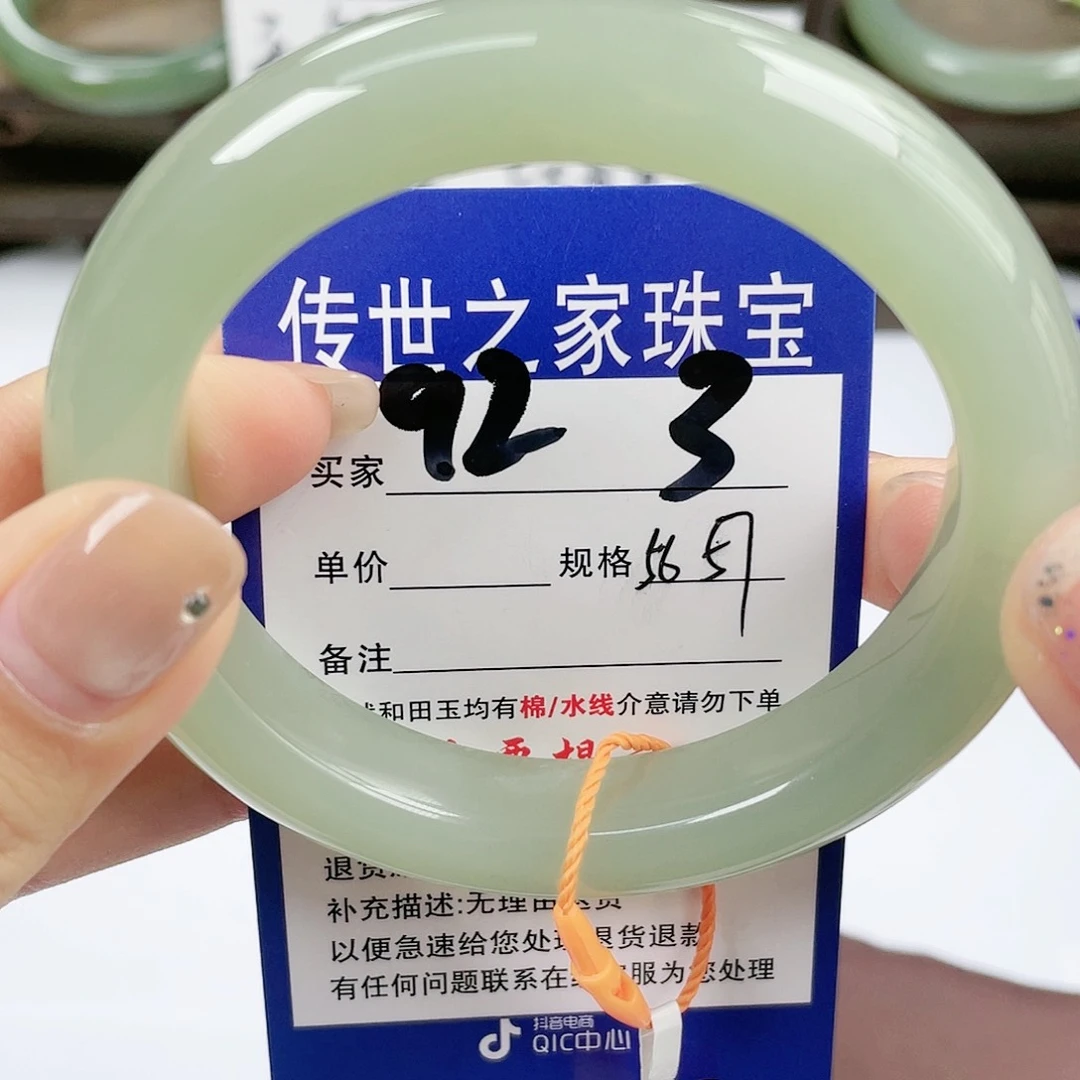 传世之家珠宝
92 3
买家
单价 规格56
备注
和田玉均有棉/水线介意请勿下单
退货
补充描述:无理由退货
以便急速给您处理退货退款
有任何问题联系在线客服为您处理
抖音电商
QIC中心